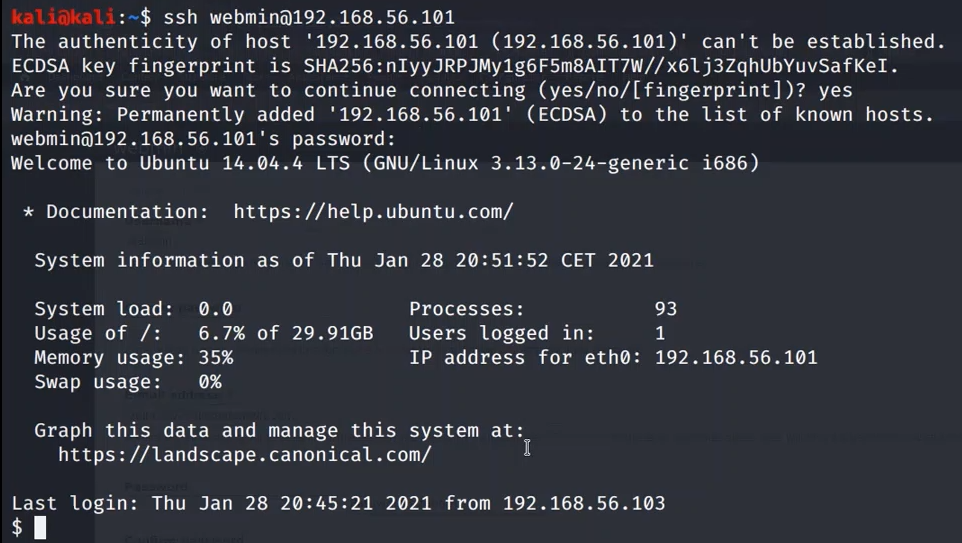 kali@kali:~$ ssh webmin@192.168.56.101
The authenticity of host '192.168.56.101 (192.168.56.101)' can't be established.
ECDSA key fingerprint is SHA256:nIyyJRPJMy1g6F5m8AIT7W//x6lj3ZqhUbYuvSafKeI.
Are you sure you want to continue connecting (yes/no/[fingerprint])? yes
Warning: Permanently added '192.168.56.101' (ECDSA) to the list of known hosts.
webmin@192.168.56.101's password:
Welcome to Ubuntu 14.04.4 LTS (GNU/Linux 3.13.0-24-generic i686)
* Documentation:  https://help.ubuntu.com/
System information as of Thu Jan 28 20:51:52 CET 2021
System load:  0.0                Processes:           93
Usage of /:   6.7% of 29.91GB   Users logged in:     1
Memory usage: 35%                IP address for eth0: 192.168.56.101
Swap usage:   0%
Graph this data and manage this system at:
https://landscape.canonical.com/
Last login: Thu Jan 28 20:45:21 2021 from 192.168.56.103
$